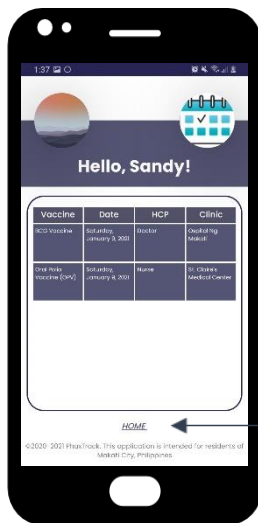 1:37
Hello, Sandy!
Vaccine Date HCP Clinic
BCG Vaccine Saturday, Doctor Ospital Ng
January 2, 2021 Makati
Oral Polio Saturday, Nurse St. Clare's
Vaccine (OPV) January 9, 2021 Medical Center
HOME
©2020-2021 PhaxTrack. This application is intended for residents of
Makati City, Philippines